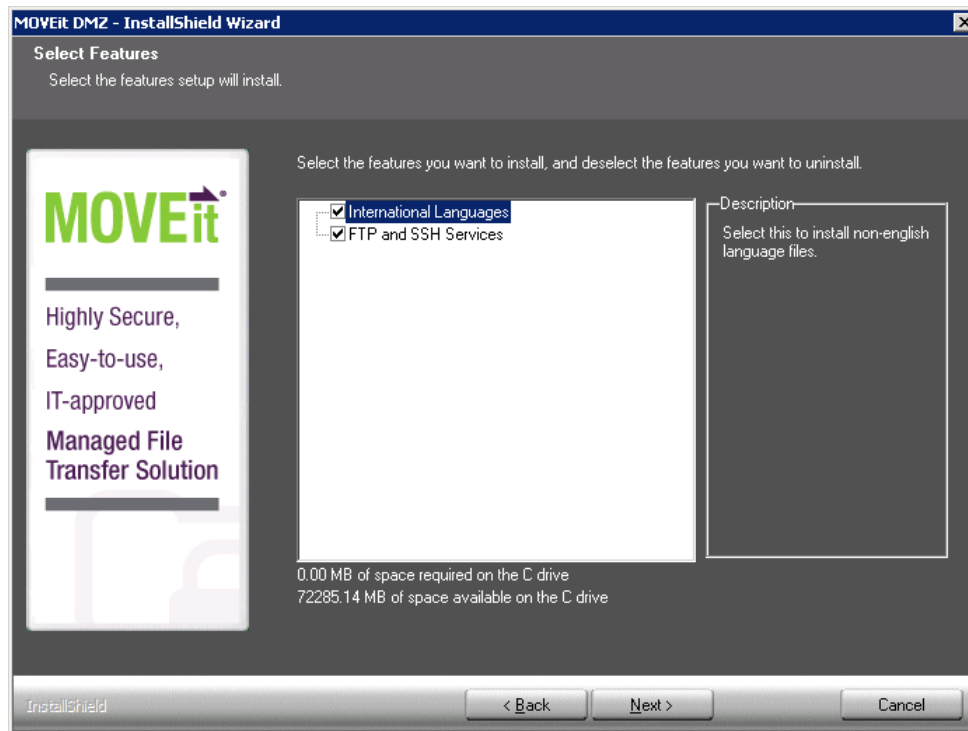 MOVEit DMZ - InstallShield Wizard
Select Features
Select the features setup will install.
MOVEit
Highly Secure,
Easy-to-use,
IT-approved
Managed File
Transfer Solution
Select the features you want to install, and deselect the features you want to uninstall.
International Languages
FTP and SSH Services
Description
Select this to install non-english
language files.
0.00 MB of space required on the C drive
72285.14 MB of space available on the C drive
InstallShield
< Back
Next >
Cancel